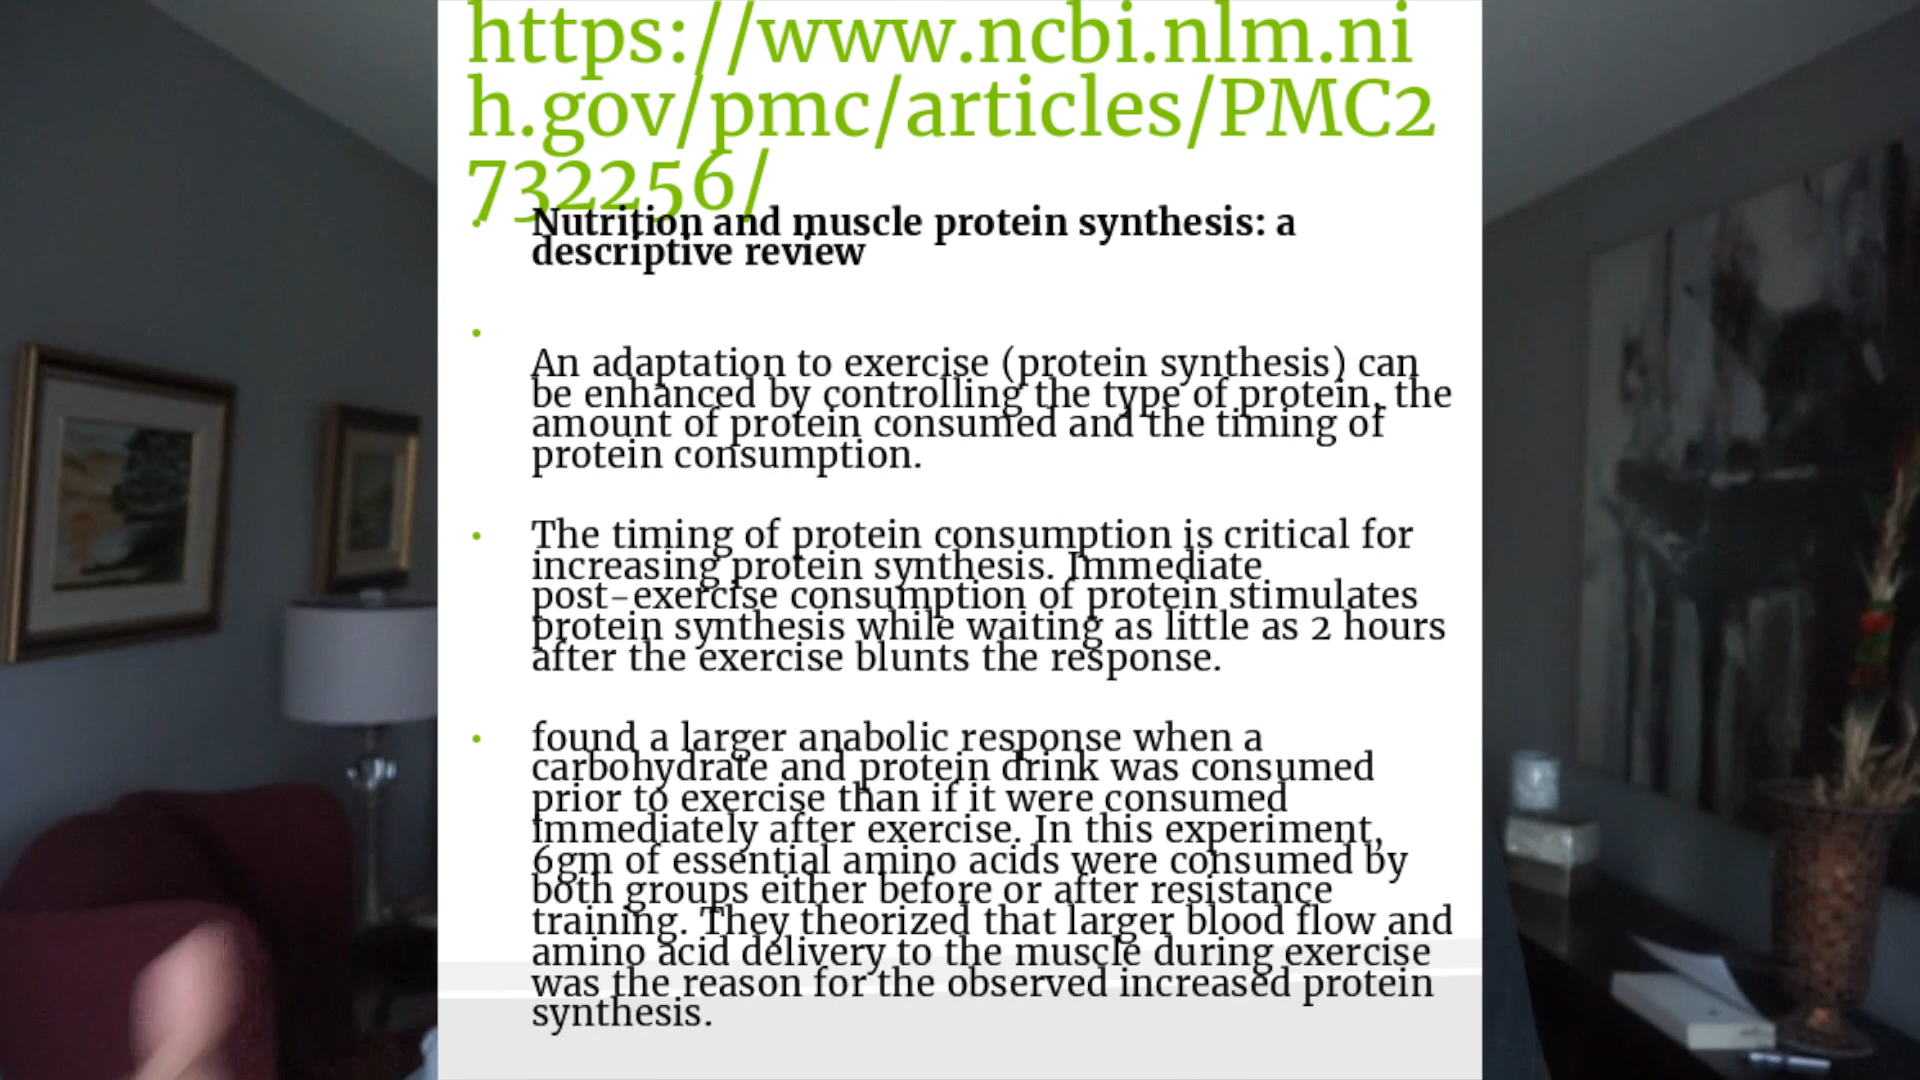 https://www.ncbi.nlm.ni
h.gov/pmc/articles/PMC2
732256/
• Nutrition and muscle protein synthesis: a
descriptive review
•
An adaptation to exercise (protein synthesis) can
be enhanced by controlling the type of protein, the
amount of protein consumed and the timing of
protein consumption.
• The timing of protein consumption is critical for
increasing protein synthesis. Immediate
post-exercise consumption of protein stimulates
protein synthesis while waiting as little as 2 hours
after the exercise blunts the response.
• found a larger anabolic response when a
carbohydrate and protein drink was consumed
prior to exercise than if it were consumed
immediately after exercise. In this experiment,
6gm of essential amino acids were consumed by
both groups either before or after resistance
training. They theorized that larger blood flow and
amino acid delivery to the muscle during exercise
was the reason for the observed increased protein
synthesis.